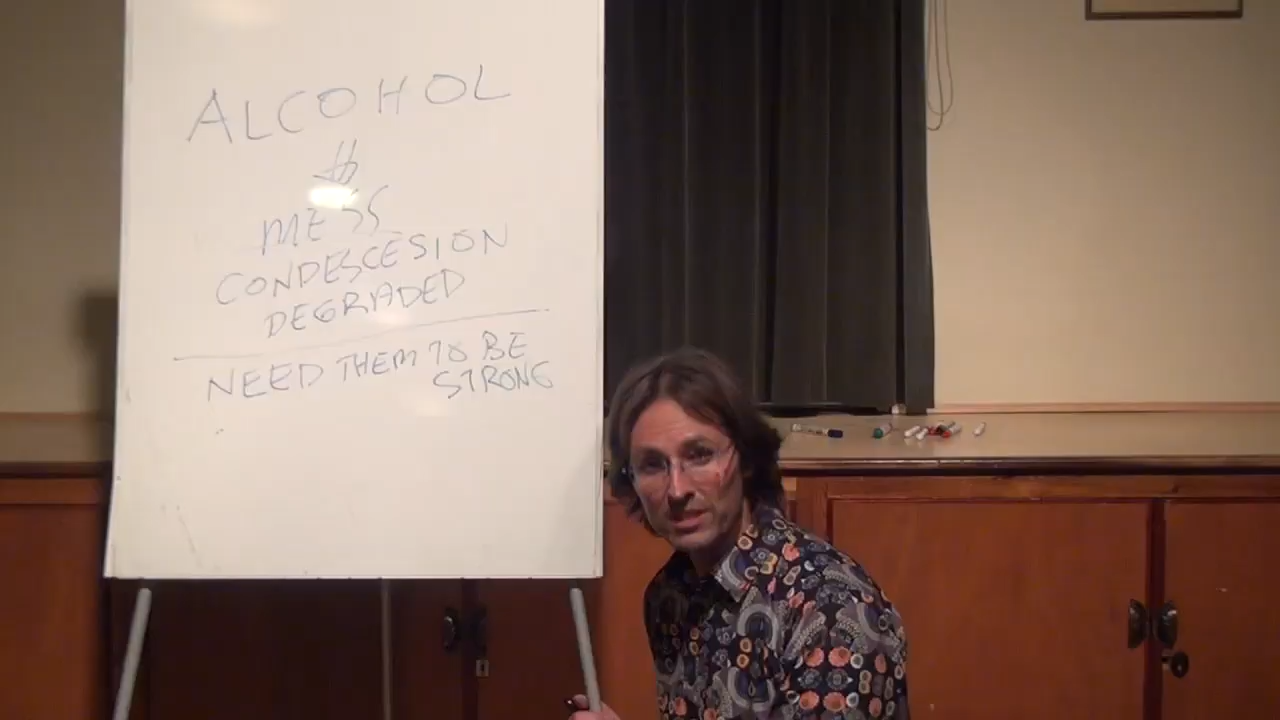 ALCOHOL
MESS
CONDESCESION
DEGRADED
NEED THEM TO BE
STRONG